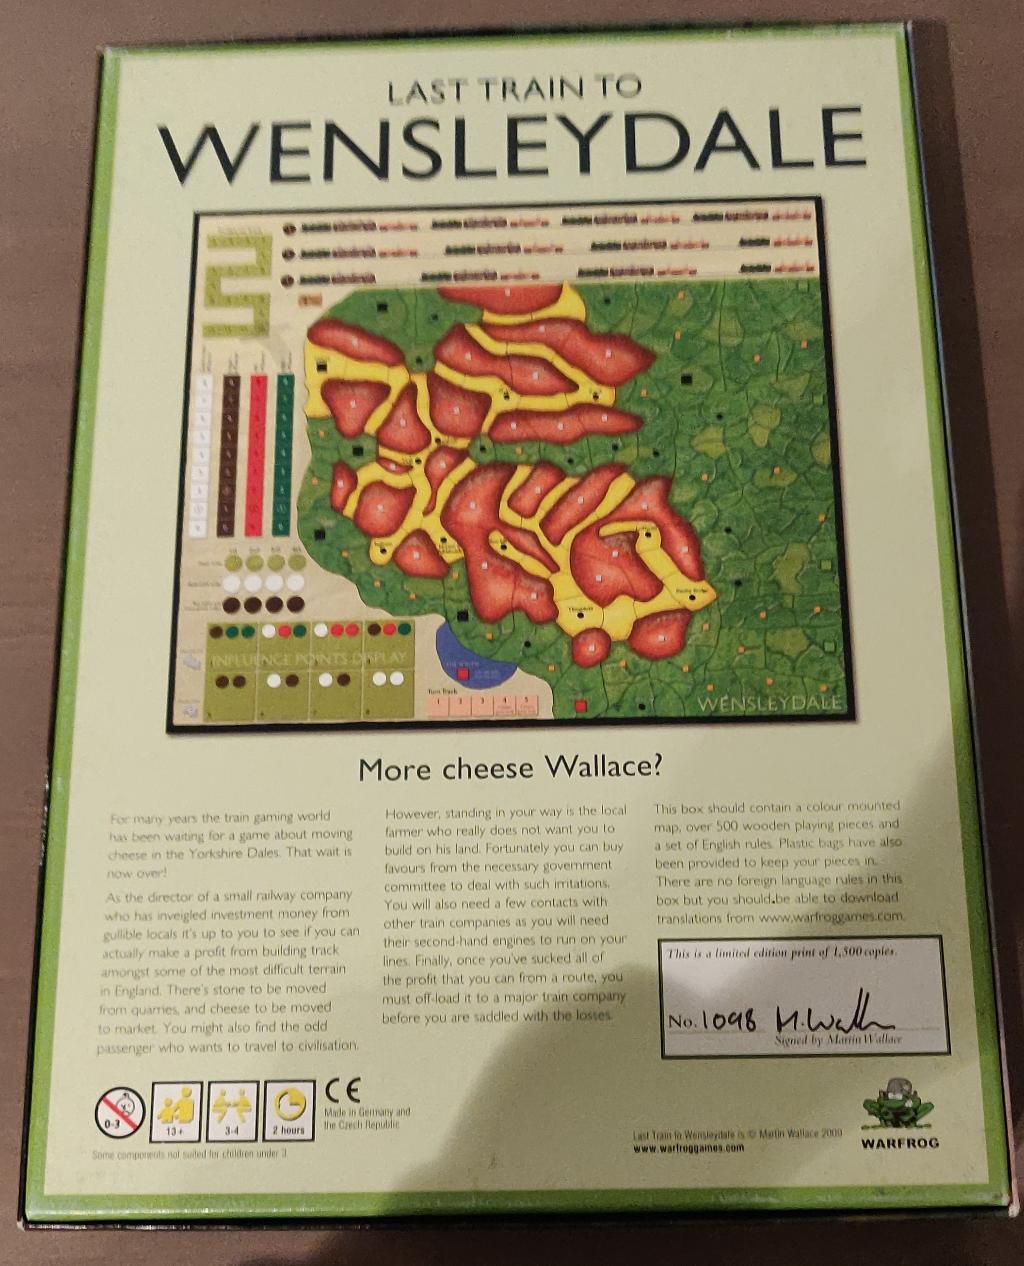 LAST TRAIN TO
WENSLEYDALE
INFLUENCE POINTS DISPLAY
Turn Track
1 2 3 4 5
WENSLEYDALE
More cheese Wallace?
For many years the train gaming world
has been waiting for a game about moving
cheese in the Yorkshire Dales. That wait is
now over!
As the director of a small railway company
who has inveigled investment money from
gullible locals it's up to you to see if you can
actually make a profit from building track
amongst some of the most difficult terrain
in England. There's stone to be moved
from quarries, and cheese to be moved
to market. You might also find the odd
passenger who wants to travel to civilisation.
However, standing in your way is the local
farmer who really does not want you to
build on his land. Fortunately you can buy
favours from the necessary government
committee to deal with such irritations.
You will also need a few contacts with
other train companies as you will need
their second-hand engines to run on your
lines. Finally, once you've sucked all of
the profit that you can from a route, you
must off-load it to a major train company
before you are saddled with the losses.
This box should contain a colour mounted
map, over 500 wooden playing pieces and
a set of English rules. Plastic bags have also
been provided to keep your pieces in.
There are no foreign language rules in this
box but you should be able to download
translations from www.warfroggames.com.
This is a limited edition print of 1,500 copies.
No. 1098 M. Wallace
Signed by Martin Wallace
0-3
13+
3-4
2 hours
CE
Made in Germany and
the Czech Republic
Some components not suited for children under 3
Last Train to Wensleydale is © Martin Wallace 2009
www.warfroggames.com
WARFROG